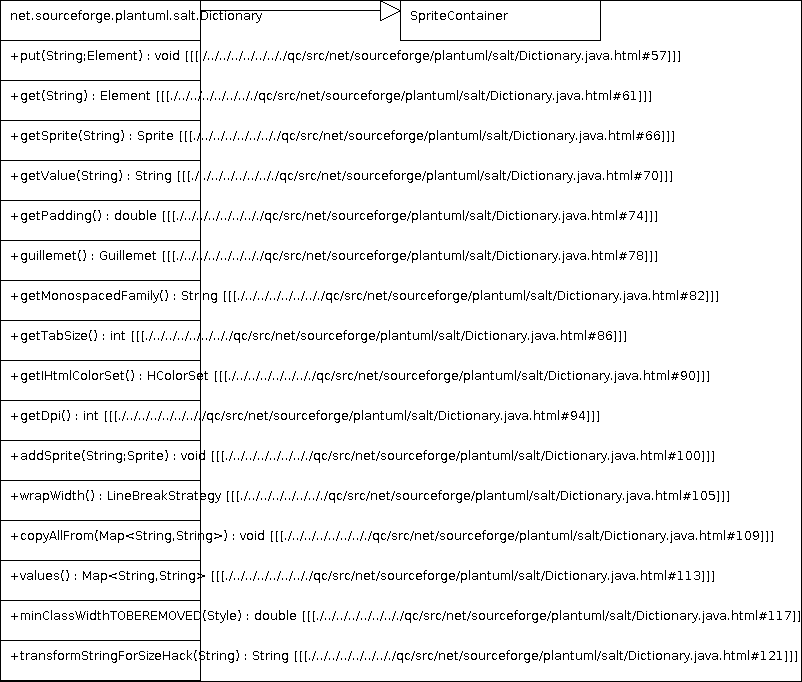 net.sourceforge.plantuml.salt.Dictionary
SpriteContainer
+put(String;Element) : void [[[./../../../../../../qc/src/net/sourceforge/plantuml/salt/Dictionary.java.html#57]]]
+get(String) : Element [[[./../../../../../../qc/src/net/sourceforge/plantuml/salt/Dictionary.java.html#61]]]
+getSprite(String) : Sprite [[[./../../../../../../qc/src/net/sourceforge/plantuml/salt/Dictionary.java.html#66]]]
+getValue(String) : String [[[./../../../../../../qc/src/net/sourceforge/plantuml/salt/Dictionary.java.html#70]]]
+getPadding() : double [[[./../../../../../../qc/src/net/sourceforge/plantuml/salt/Dictionary.java.html#74]]]
+guillemet() : Guillemet [[[./../../../../../../qc/src/net/sourceforge/plantuml/salt/Dictionary.java.html#78]]]
+getMonospacedFamily() : String [[[./../../../../../../qc/src/net/sourceforge/plantuml/salt/Dictionary.java.html#82]]]
+getTabSize() : int [[[./../../../../../../qc/src/net/sourceforge/plantuml/salt/Dictionary.java.html#86]]]
+getIHtmlColorSet() : HColorSet [[[./../../../../../../qc/src/net/sourceforge/plantuml/salt/Dictionary.java.html#90]]]
+getDpi() : int [[[./../../../../../../qc/src/net/sourceforge/plantuml/salt/Dictionary.java.html#94]]]
+addSprite(String;Sprite) : void [[[./../../../../../../qc/src/net/sourceforge/plantuml/salt/Dictionary.java.html#100]]]
+wrapWidth() : LineBreakStrategy [[[./../../../../../../qc/src/net/sourceforge/plantuml/salt/Dictionary.java.html#105]]]
+copyAllFrom(Map<String,String>) : void [[[./../../../../../../qc/src/net/sourceforge/plantuml/salt/Dictionary.java.html#109]]]
+values() : Map<String,String> [[[./../../../../../../qc/src/net/sourceforge/plantuml/salt/Dictionary.java.html#113]]]
+minClassWidthTOBEREMOVED(Style) : double [[[./../../../../../../qc/src/net/sourceforge/plantuml/salt/Dictionary.java.html#117]]]
+transformStringForSizeHack(String) : String [[[./../../../../../../qc/src/net/sourceforge/plantuml/salt/Dictionary.java.html#121]]]